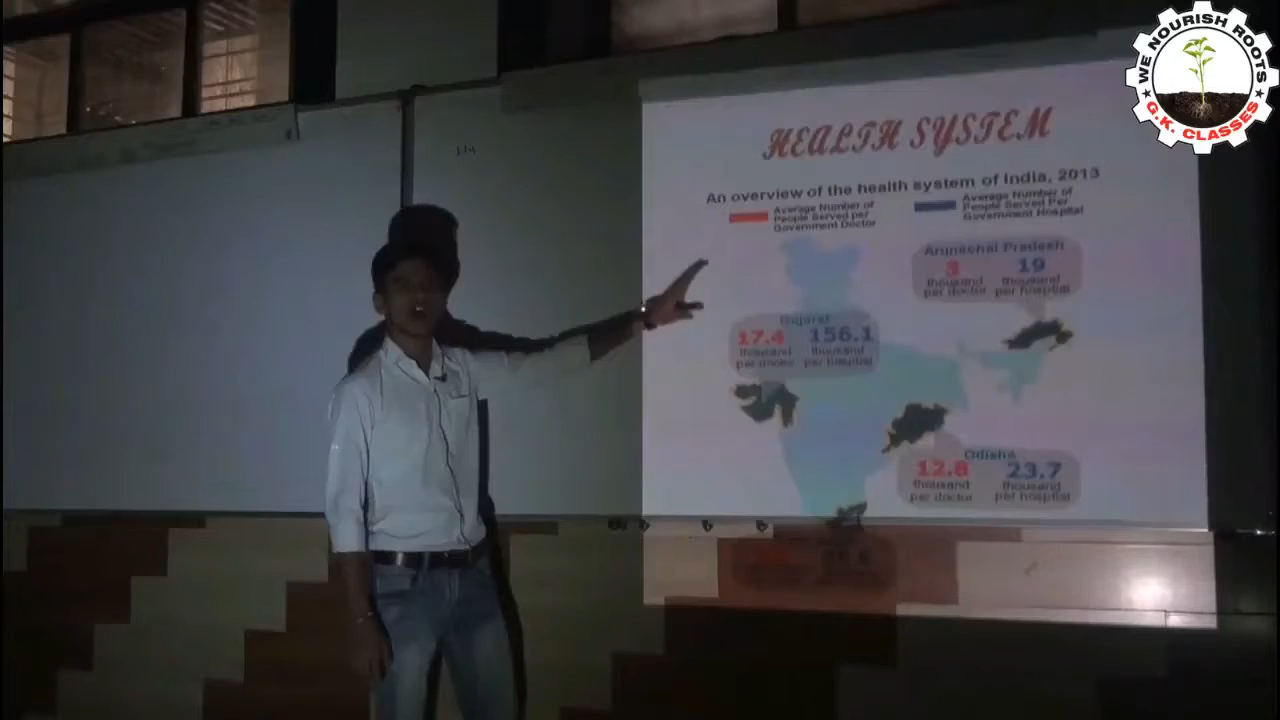 WE NOURISH ROOTS
G.K. CLASSES
HEALTH SYSTEM
An overview of the health system of India, 2013
Average Number of
People Served per
Government Doctor
Average Number of
People Served Per
Government Hospital
Arunachal Pradesh
3 19
thousand thousand
per doctor per hospital
Gujarat
17.4 156.1
thousand thousand
per doctor per hospital
Odisha
12.8 23.7
thousand thousand
per doctor per hospital